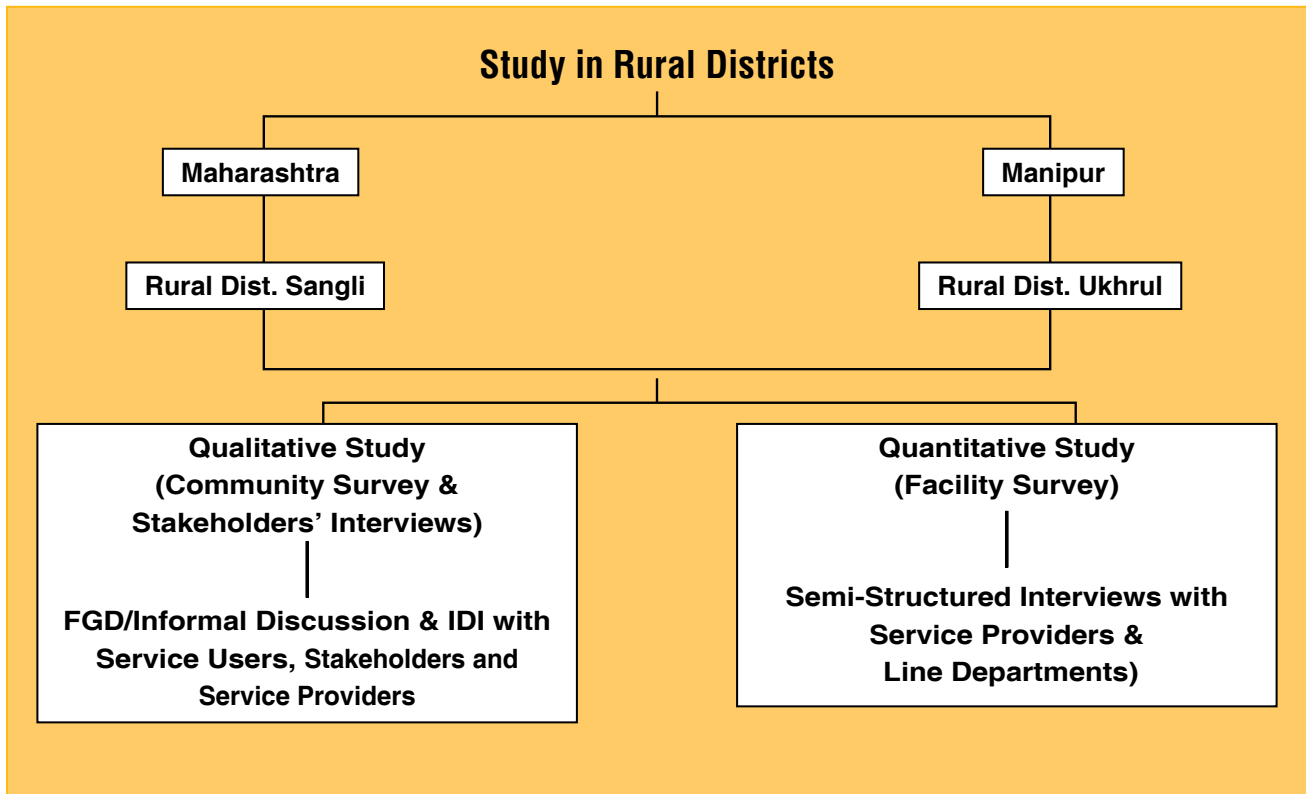 Study in Rural Districts
Maharashtra
Manipur
Rural Dist. Sangli
Rural Dist. Ukhrul
Qualitative Study
(Community Survey &
Stakeholders’ Interviews)
FGD/Informal Discussion & IDI with
Service Users, Stakeholders and
Service Providers
Quantitative Study
(Facility Survey)
Semi-Structured Interviews with
Service Providers &
Line Departments)